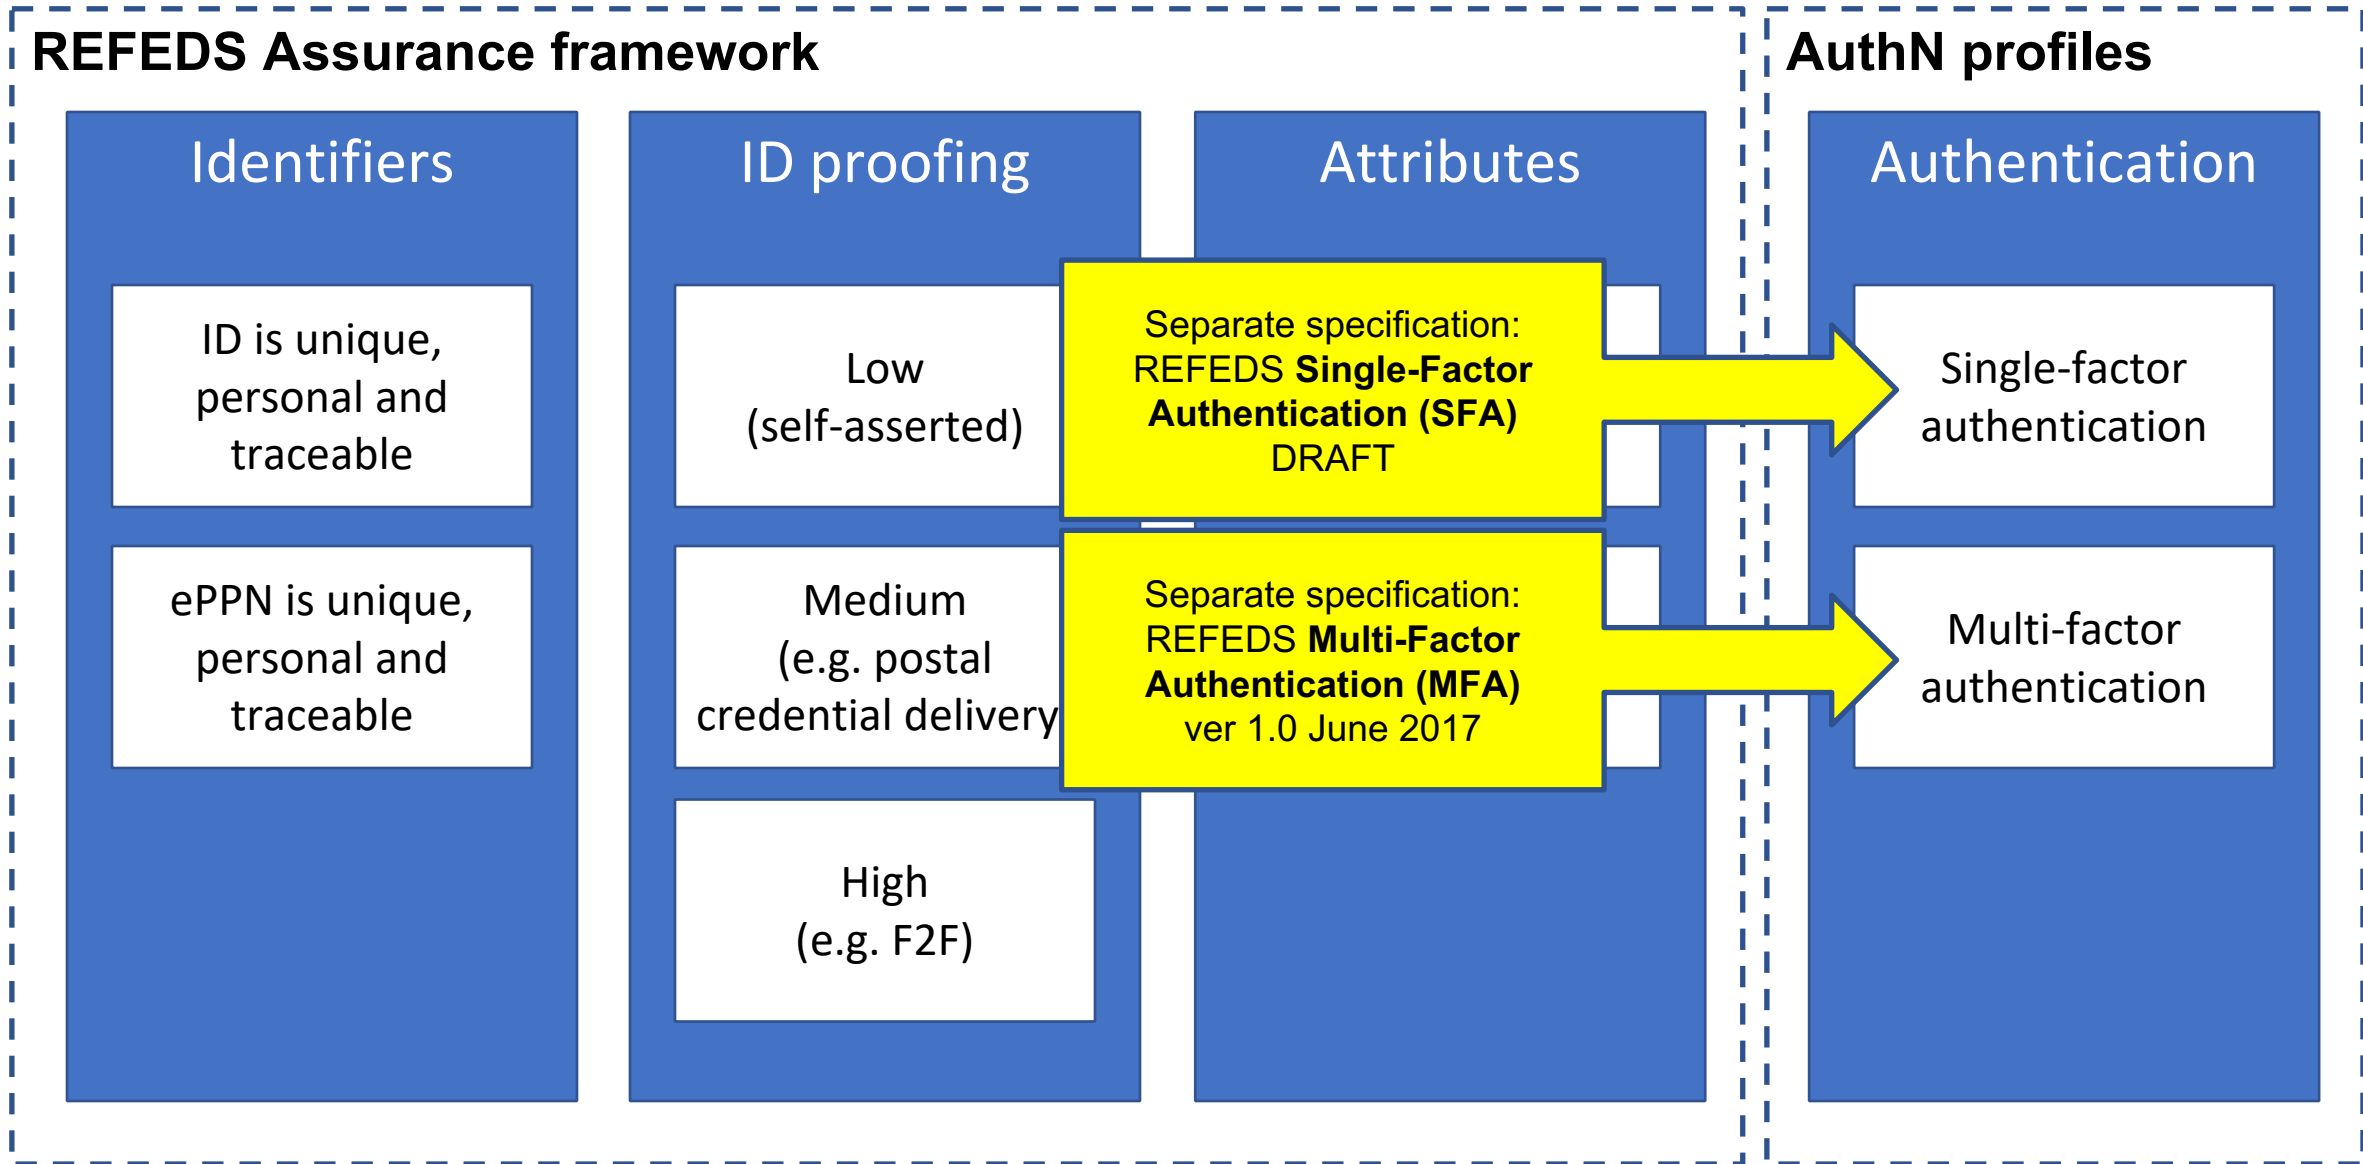 REFEDS Assurance framework
AuthN profiles
Identifiers
ID is unique,
personal and
traceable
ePPN is unique,
personal and
traceable
ID proofing
Low
(self-asserted)
Medium
(e.g. postal
credential delivery
High
(e.g. F2F)
Attributes
Separate specification:
REFEDS Single-Factor
Authentication (SFA)
DRAFT
Separate specification:
REFEDS Multi-Factor
Authentication (MFA)
ver 1.0 June 2017
Authentication
Single-factor
authentication
Multi-factor
authentication